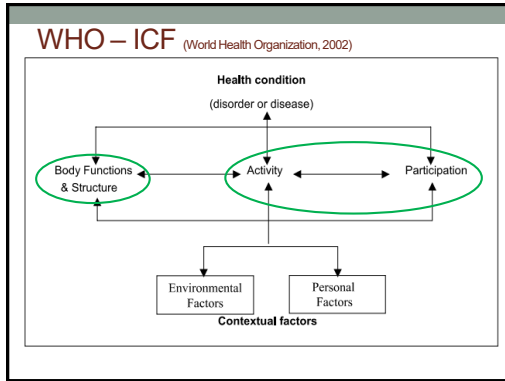 WHO – ICF (World Health Organization, 2002)
Health condition
(disorder or disease)
Body Functions
& Structure
Activity
Participation
Environmental
Factors
Personal
Factors
Contextual factors